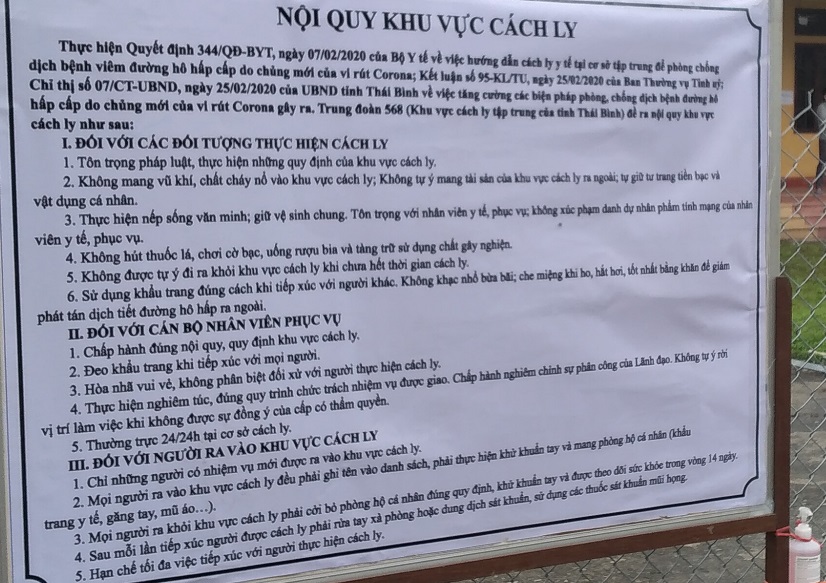 NỘI QUY KHU VỰC CÁCH LY
Thực hiện Quyết định 344/QĐ-BYT, ngày 07/02/2020 của Bộ Y tế về việc hướng dẫn cách ly y tế tại cơ sở tập trung để phòng chống
dịch bệnh viêm đường hô hấp cấp do chủng mới của vi rút Corona; Kết luận số 95-KL/TU, ngày 25/02/2020 của Ban Thường vụ Tỉnh uỷ;
Chỉ thị số 07/CT-UBND, ngày 25/02/2020 của UBND tỉnh Thái Bình về việc tăng cường các biện pháp phòng, chống dịch bệnh đường hô
hấp cấp do chủng mới của vi rút Corona gây ra. Trung đoàn 568 (Khu vực cách ly tập trung của tỉnh Thái Bình) đề ra nội quy khu vực
cách ly như sau:
I. ĐỐI VỚI CÁC ĐỐI TƯỢNG THỰC HIỆN CÁCH LY
1. Tôn trọng pháp luật, thực hiện những quy định của khu vực cách ly.
2. Không mang vũ khí, chất cháy nổ vào khu vực cách ly; Không tự ý mang tài sản của khu vực cách ly ra ngoài; tự giữ tư trang tiền bạc và
vật dụng cá nhân.
3. Thực hiện nếp sống văn minh; giữ vệ sinh chung. Tôn trọng với nhân viên y tế, phục vụ; không xúc phạm danh dự nhân phẩm tính mạng của nhân
viên y tế, phục vụ.
4. Không hút thuốc lá, chơi cờ bạc, uống rượu bia và tàng trữ sử dụng chất gây nghiện.
5. Không được tự ý đi ra khỏi khu vực cách ly khi chưa hết thời gian cách ly.
6. Sử dụng khẩu trang đúng cách khi tiếp xúc với người khác. Không khạc nhổ bừa bãi; che miệng khi ho, hắt hơi, tốt nhất bằng khăn để giảm
phát tán dịch tiết đường hô hấp ra ngoài.
II. ĐỐI VỚI CÁN BỘ NHÂN VIÊN PHỤC VỤ
1. Chấp hành đúng nội quy, quy định khu vực cách ly.
2. Đeo khẩu trang khi tiếp xúc với mọi người.
3. Hòa nhã vui vẻ, không phân biệt đối xử với người thực hiện cách ly.
4. Thực hiện nghiêm túc, đúng quy trình chức trách nhiệm vụ được giao. Chấp hành nghiêm chỉnh sự phân công của Lãnh đạo. Không tự ý rời
vị trí làm việc khi không được sự đồng ý của cấp có thẩm quyền.
5. Thường trực 24/24h tại cơ sở cách ly.
III. ĐỐI VỚI NGƯỜI RA VÀO KHU VỰC CÁCH LY
1. Chỉ những người có nhiệm vụ mới được ra vào khu vực cách ly.
2. Mọi người ra vào khu vực cách ly đều phải ghi tên vào danh sách, phải thực hiện khử khuẩn tay và mang phòng hộ cá nhân (khẩu
trang y tế, găng tay, mũ áo…).
3. Mọi người ra khỏi khu vực cách ly phải cởi bỏ phòng hộ cá nhân đúng quy định, khử khuẩn tay và được theo dõi sức khỏe trong vòng 14 ngày.
4. Sau mỗi lần tiếp xúc người được cách ly phải rửa tay xà phòng hoặc dung dịch sát khuẩn, sử dụng các thuốc sát khuẩn mũi họng.
5. Hạn chế tối đa việc tiếp xúc với người thực hiện cách ly.